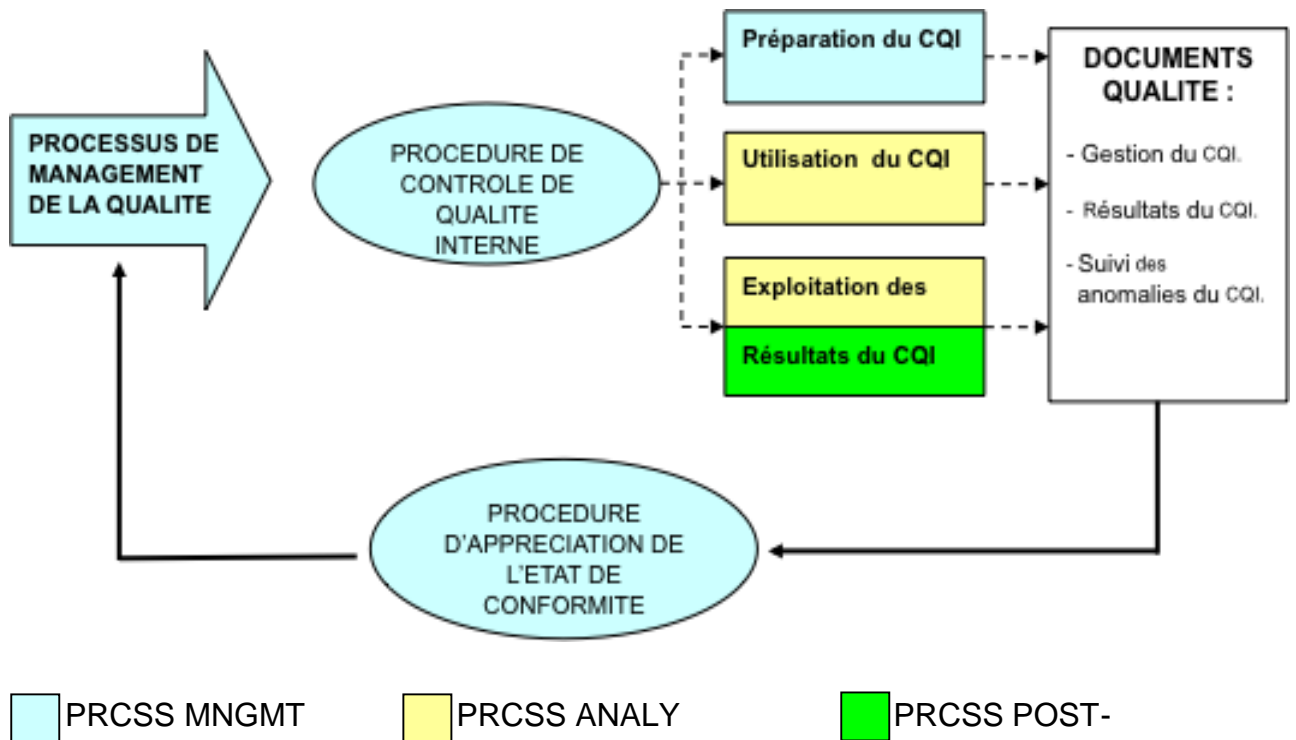 PROCESSUS DE
MANAGEMENT
DE LA QUALITE
PROCEDURE DE
CONTROLE DE
QUALITE
INTERNE
Préparation du CQI
Utilisation du CQI
Exploitation des
Résultats du CQI
DOCUMENTS
QUALITE :
- Gestion du CQI.
- Résultats du CQI.
- Suivi des
anomalies du CQI.
PROCEDURE
D'APPRECIATION DE
L'ETAT DE
CONFORMITE
PRCSS MNGMT
PRCSS ANALY
PRCSS POST-